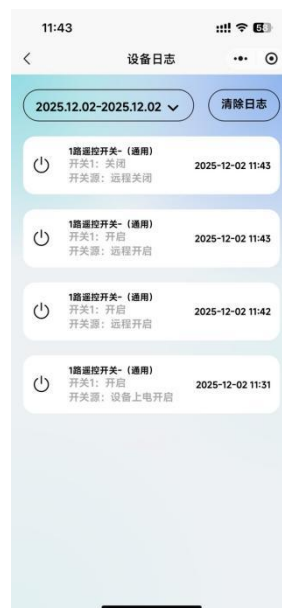 11:43
设备日志
2025.12.02-2025.12.02
清除日志
1路遥控开关-（通用）
开关1：关闭
开关源：远程关闭
2025-12-02 11:43
1路遥控开关-（通用）
开关1：开启
开关源：远程开启
2025-12-02 11:43
1路遥控开关-（通用）
开关1：开启
开关源：远程开启
2025-12-02 11:42
1路遥控开关-（通用）
开关1：开启
开关源：设备上电开启
2025-12-02 11:31